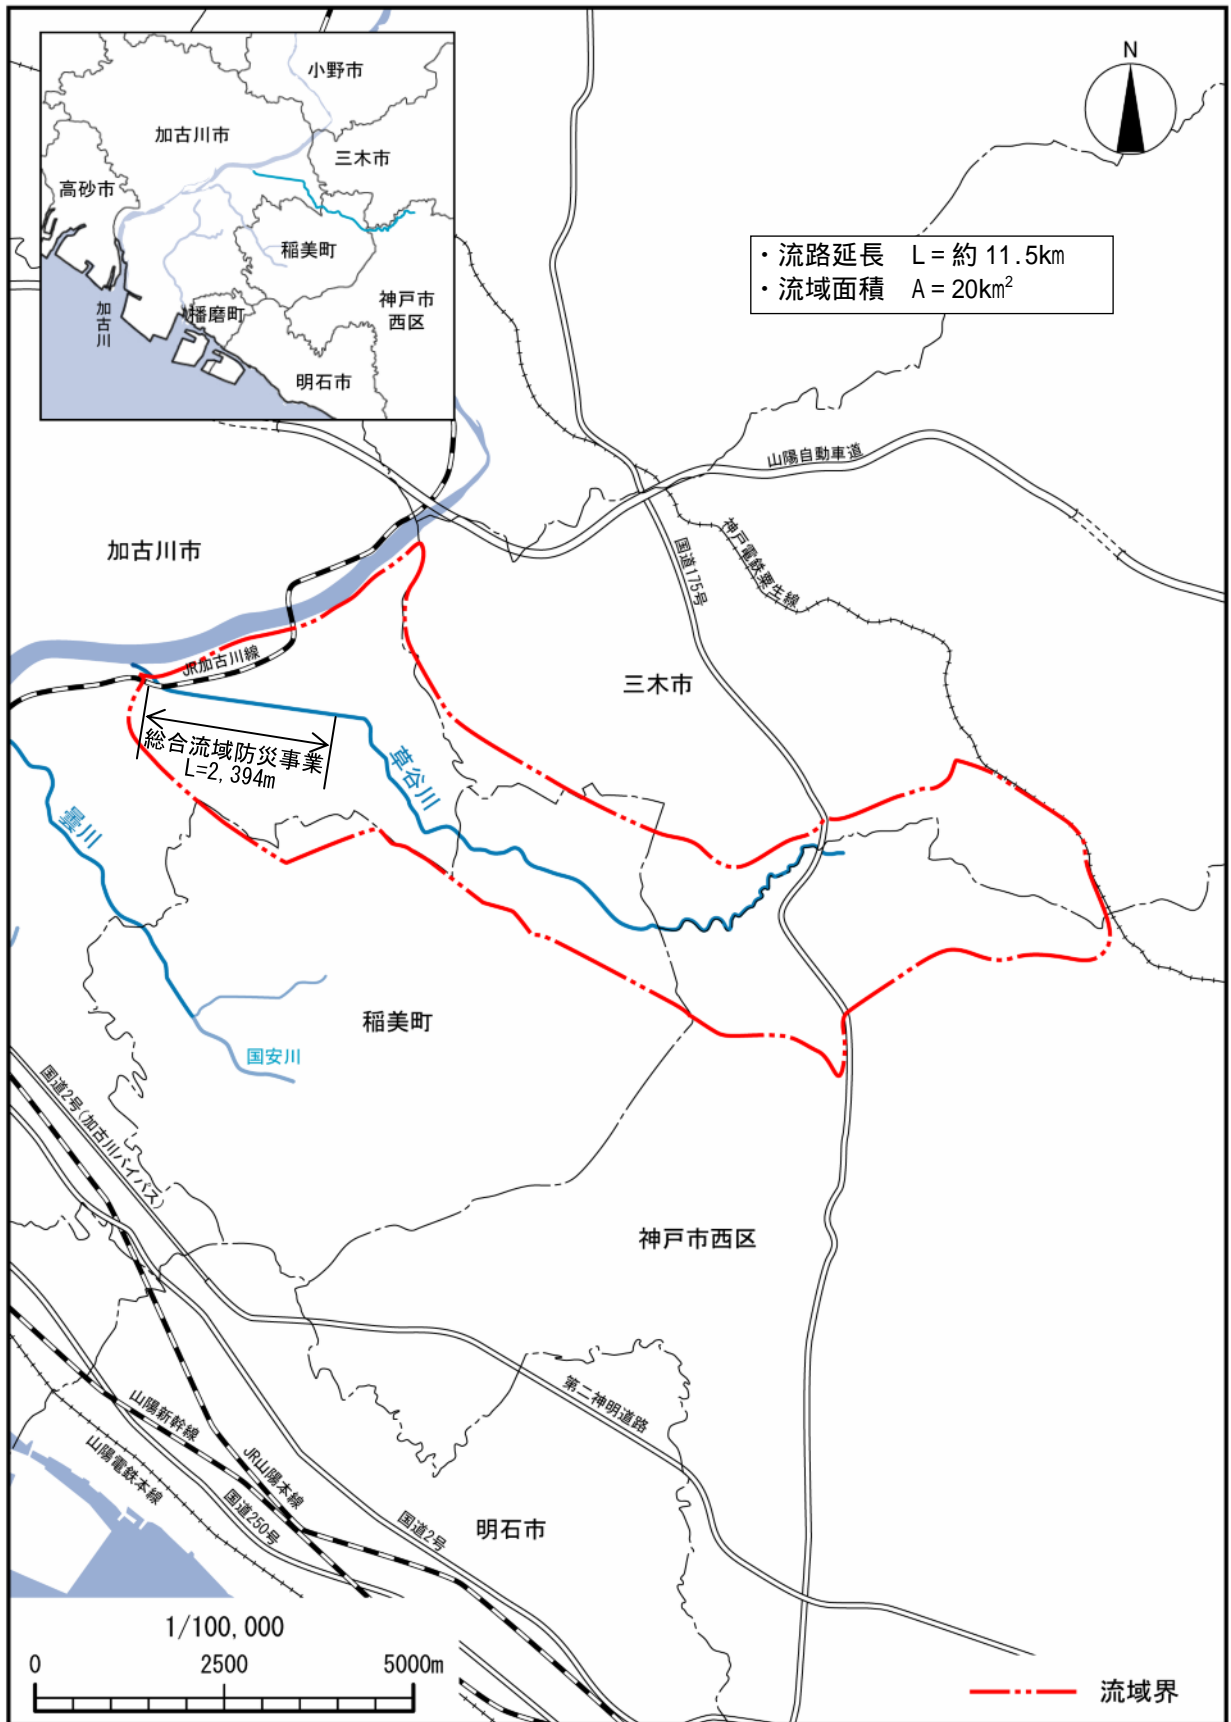 小野市
加古川市
三木市
高砂市
稲美町
加古川
播磨町
神戸市
西区
明石市
N
・流路延長　L=約 11.5km
・流域面積　A=20km²
山陽自動車道
加古川市
国道175号
神戸電鉄粟生線
JR加古川線
三木市
総合流域防災事業
L=2,394m
草谷川
曇川
稲美町
国安川
国道2号(加古川バイパス)
神戸市西区
第二神明道路
山陽新幹線
山陽電鉄本線
JR山陽本線
国道250号
国道2号
明石市
1/100,000
0 2500 5000m
流域界